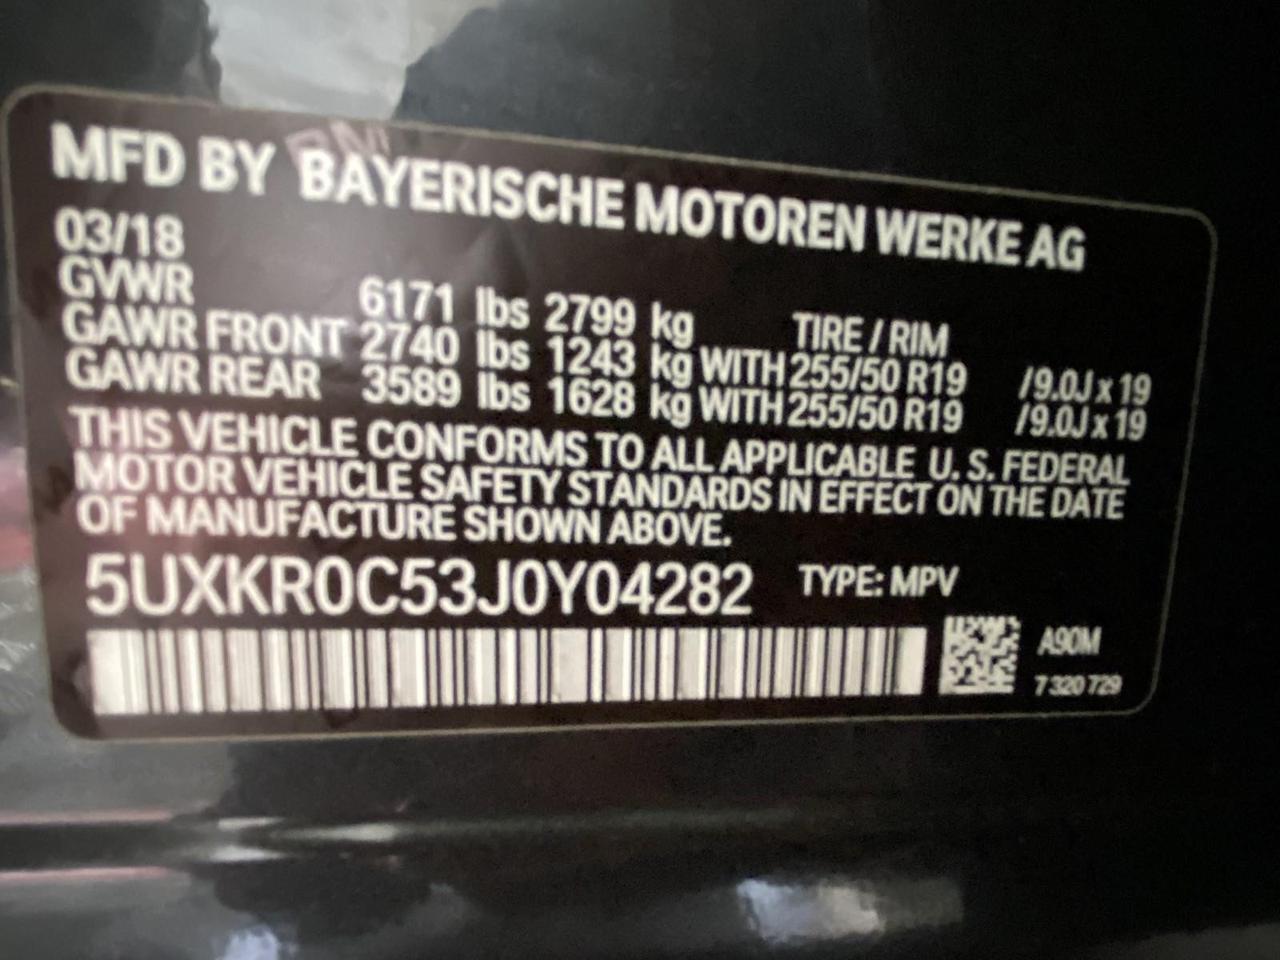 MFD BY BAYERISCHE MOTOREN WERKE AG
03/18
GVWR 6171 lbs 2799 kg TIRE / RIM
GAWR FRONT 2740 lbs 1243 kg WITH 255/50 R19 /9.0J x 19
GAWR REAR 3589 lbs 1628 kg WITH 255/50 R19 /9.0J x 19
THIS VEHICLE CONFORMS TO ALL APPLICABLE U. S. FEDERAL
MOTOR VEHICLE SAFETY STANDARDS IN EFFECT ON THE DATE
OF MANUFACTURE SHOWN ABOVE.
5UXKR0C53J0Y04282 TYPE: MPV
A90M
7 320 729